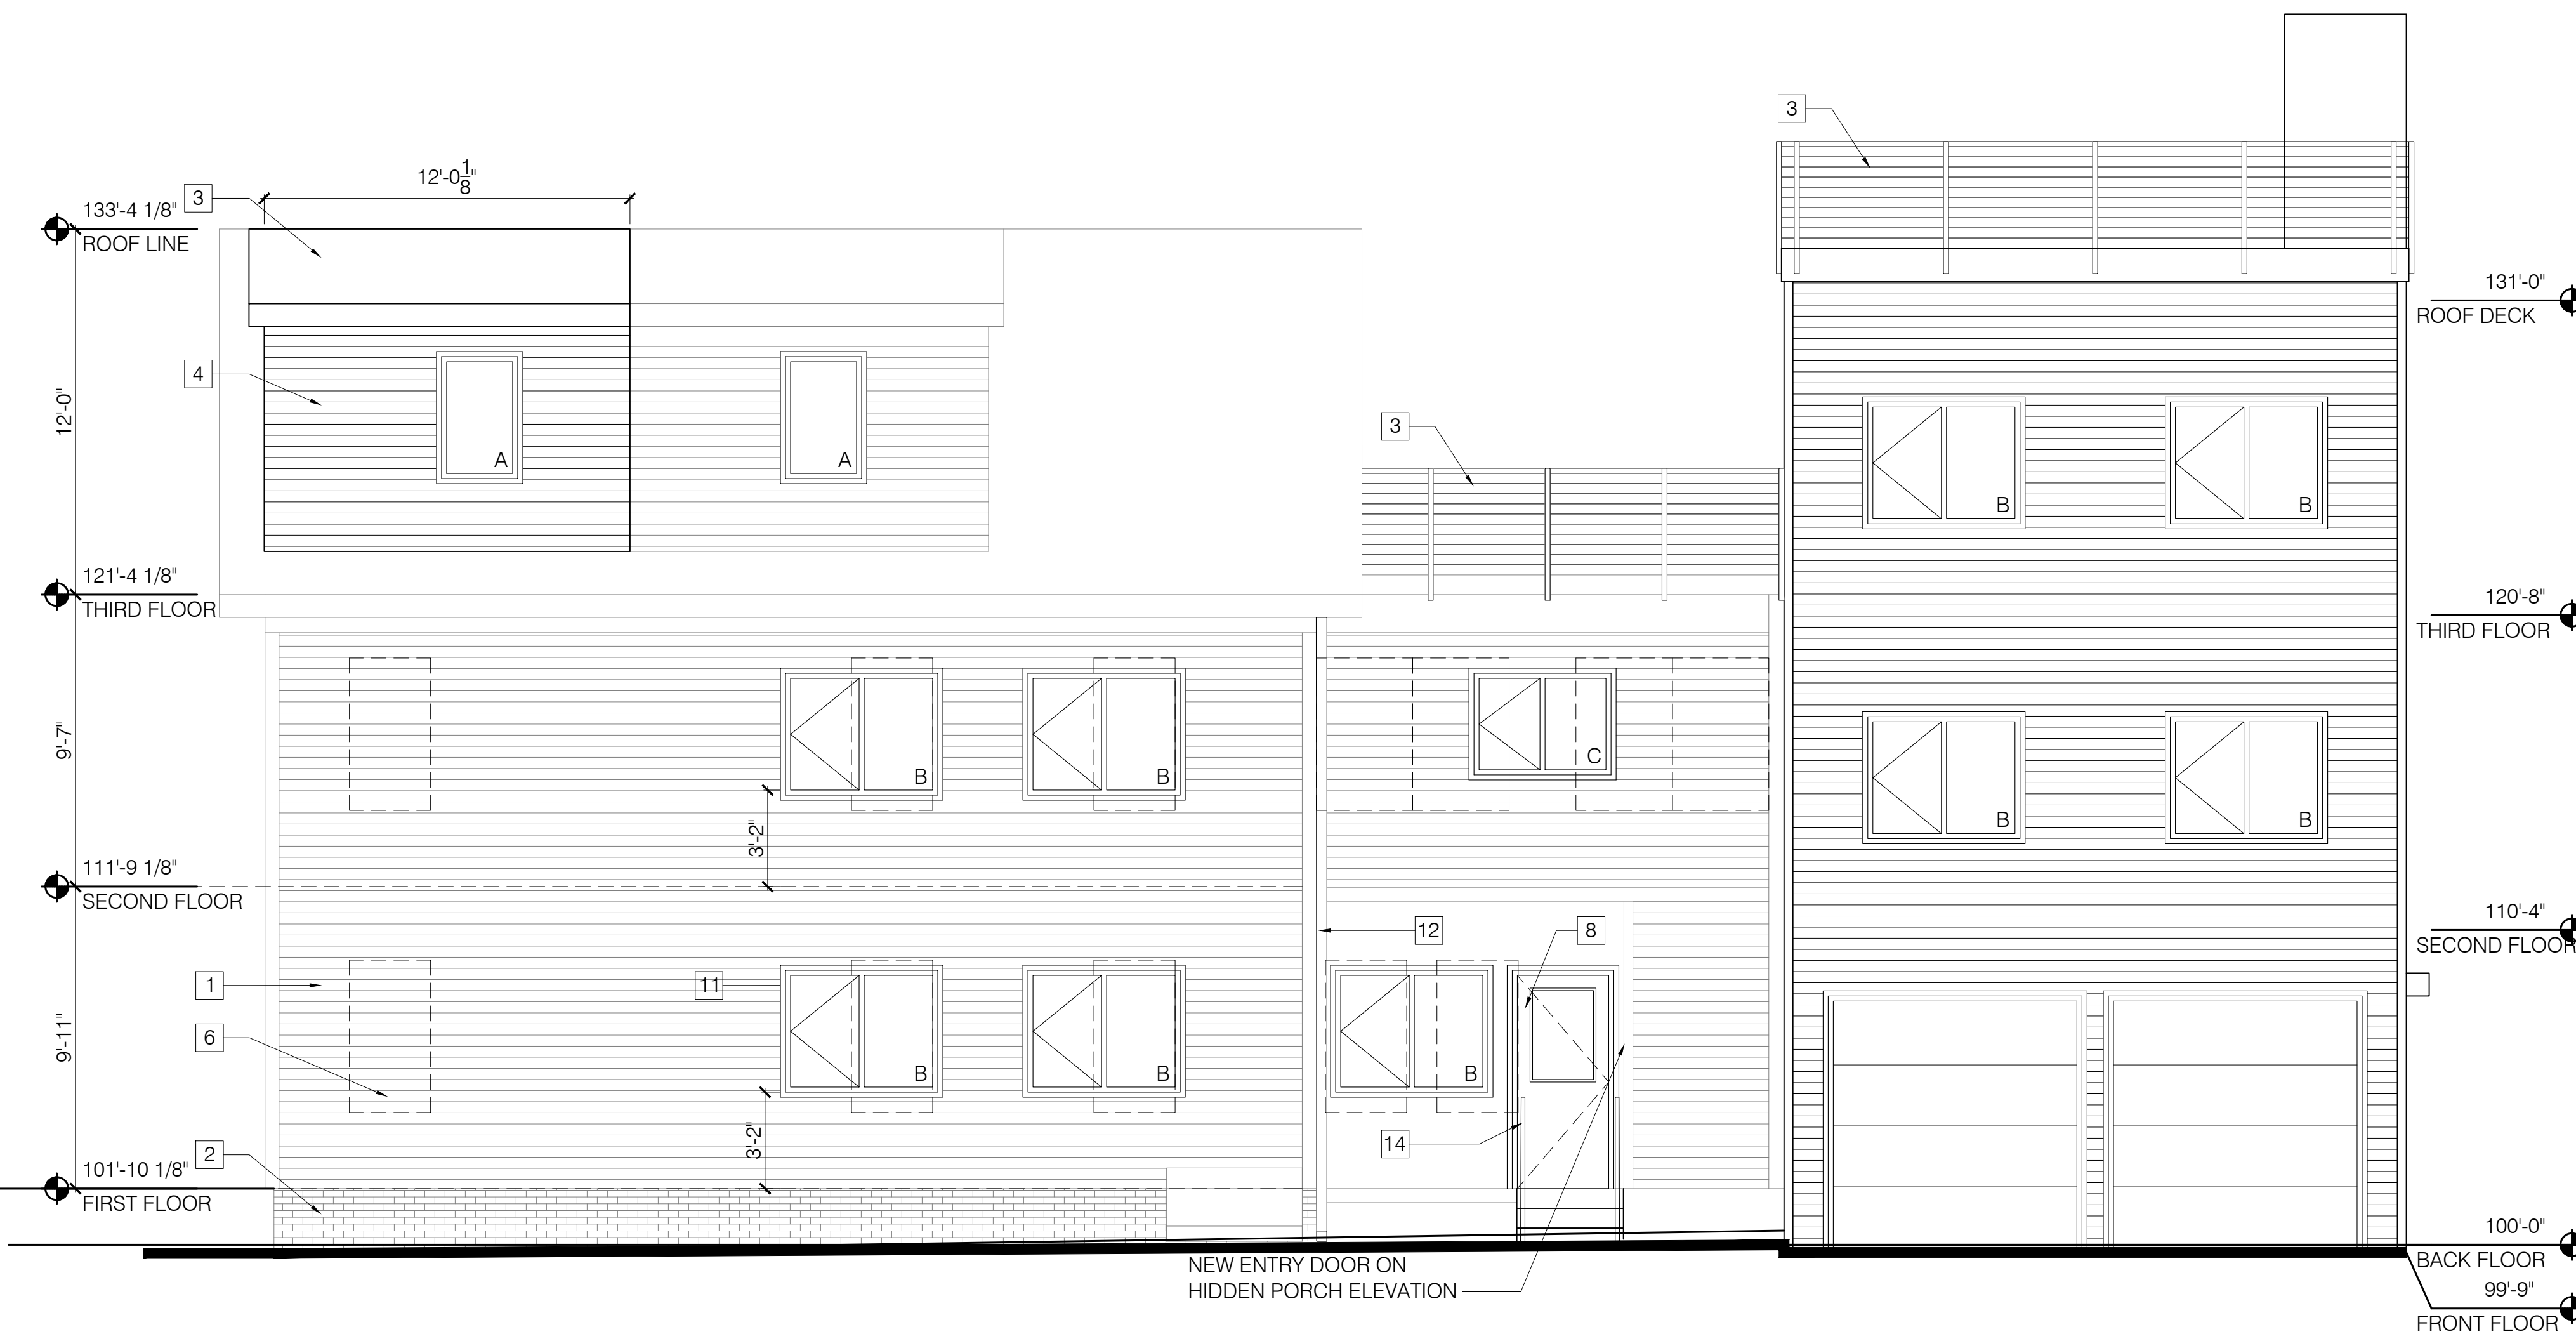 3
12'-0 1/8"
3
133'-4 1/8"
ROOF LINE
131'-0"
ROOF DECK
4
12'-0"
3
A
A
B
B
121'-4 1/8"
THIRD FLOOR
120'-8"
THIRD FLOOR
9'-7"
B
B
C
B
B
3'-2"
111'-9 1/8"
SECOND FLOOR
110'-4"
SECOND FLOOR
12
8
1
11
6
9'-11"
B
B
B
3'-2"
14
2
101'-10 1/8"
FIRST FLOOR
100'-0"
BACK FLOOR
NEW ENTRY DOOR ON
HIDDEN PORCH ELEVATION
99'-9"
FRONT FLOOR